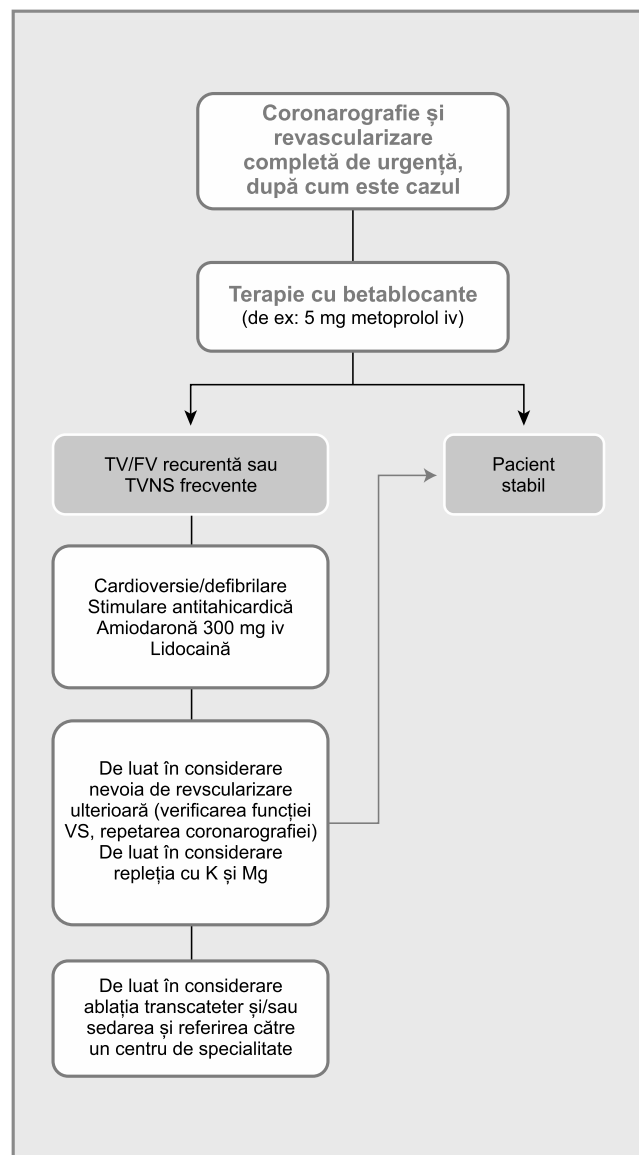 Coronarografie și
revascularizare
completă de urgență,
după cum este cazul
Terapie cu betablocante
(de ex: 5 mg metoprolol iv)
TV/FV recurentă sau
TVNS frecvente
Pacient
stabil
Cardioversie/defibrilare
Stimulare antitahicardică
Amiodaronă 300 mg iv
Lidocaină
De luat în considerare
nevoia de revscularizare
ulterioară (verificarea funcției
VS, repetarea coronarografiei)
De luat în considerare
repleția cu K și Mg
De luat în considerare
ablația transcateter și/sau
sedarea și referirea către
un centru de specialitate